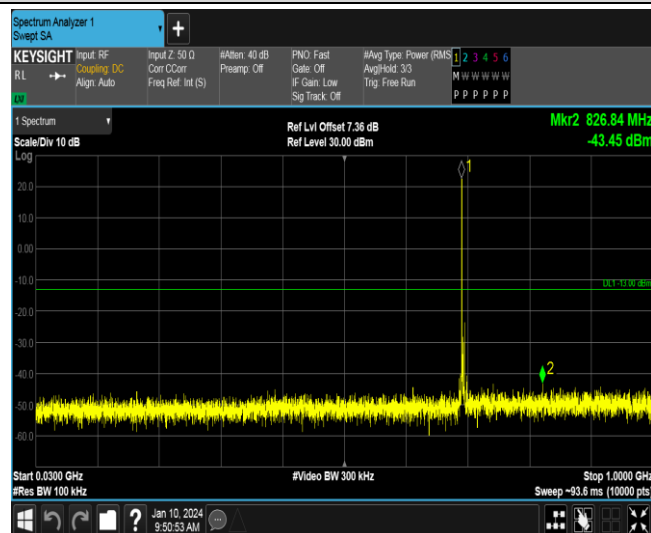 Spectrum Analyzer 1
Swept SA
+
KEYSIGHT
RL
Input: RF
Coupling: DC
Align: Auto
Input Z: 50 Ω
Corr CCorr
Freq Ref: Int (S)
#Atten: 40 dB
Preamp: Off
PNO: Fast
Gate: Off
IF Gain: Low
Sig Track: Off
#Avg Type: Power (RMS
Avg|Hold: 3/3
Trig: Free Run
1 2 3 4 5 6
M W W W W W
P P P P P P
1 Spectrum
Scale/Div 10 dB
Log
Ref Lvl Offset 7.36 dB
Ref Level 30.00 dBm
Mkr2 826.84 MHz
-43.45 dBm
1
20.0
10.0
0.00
-10.0
DL1 -13.00 dBm
-20.0
-30.0
-40.0
2
-50.0
-60.0
Start 0.0300 GHz
#Res BW 100 kHz
#Video BW 300 kHz
Stop 1.0000 GHz
Sweep ~93.6 ms (10000 pts)
?
Jan 10, 2024
9:50:53 AM